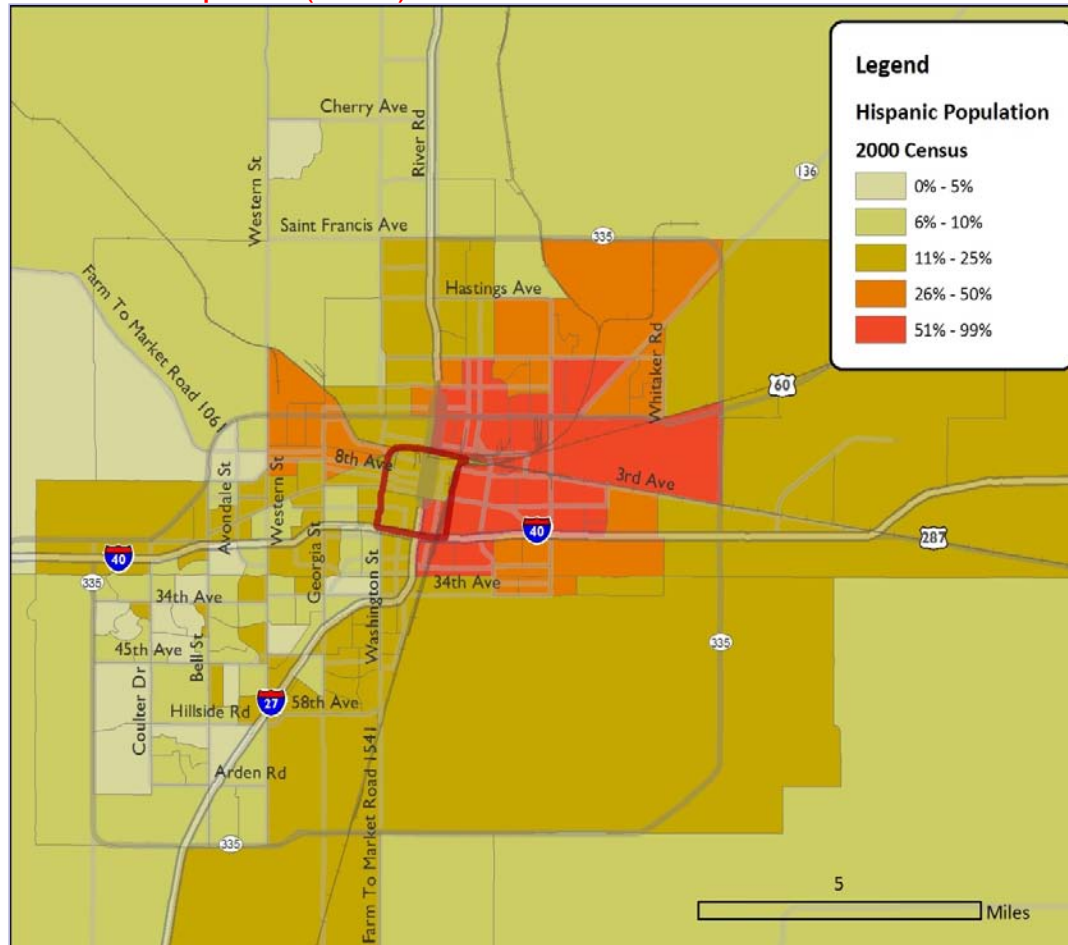 Legend
Hispanic Population
2000 Census
0% - 5%
6% - 10%
11% - 25%
26% - 50%
51% - 99%
Cherry Ave
River Rd
Western St
136
Saint Francis Ave
335
Farm To Market Road 1061
Hastings Ave
Whitaker Rd
60
8th Ave
3rd Ave
Avondale St
Western St
Georgia St
Washington St
40
287
40
335
34th Ave
34th Ave
45th Ave
Bell St
335
Coulter Dr
27
58th Ave
Hillside Rd
Arden Rd
335
Farm To Market Road 1541
5
Miles